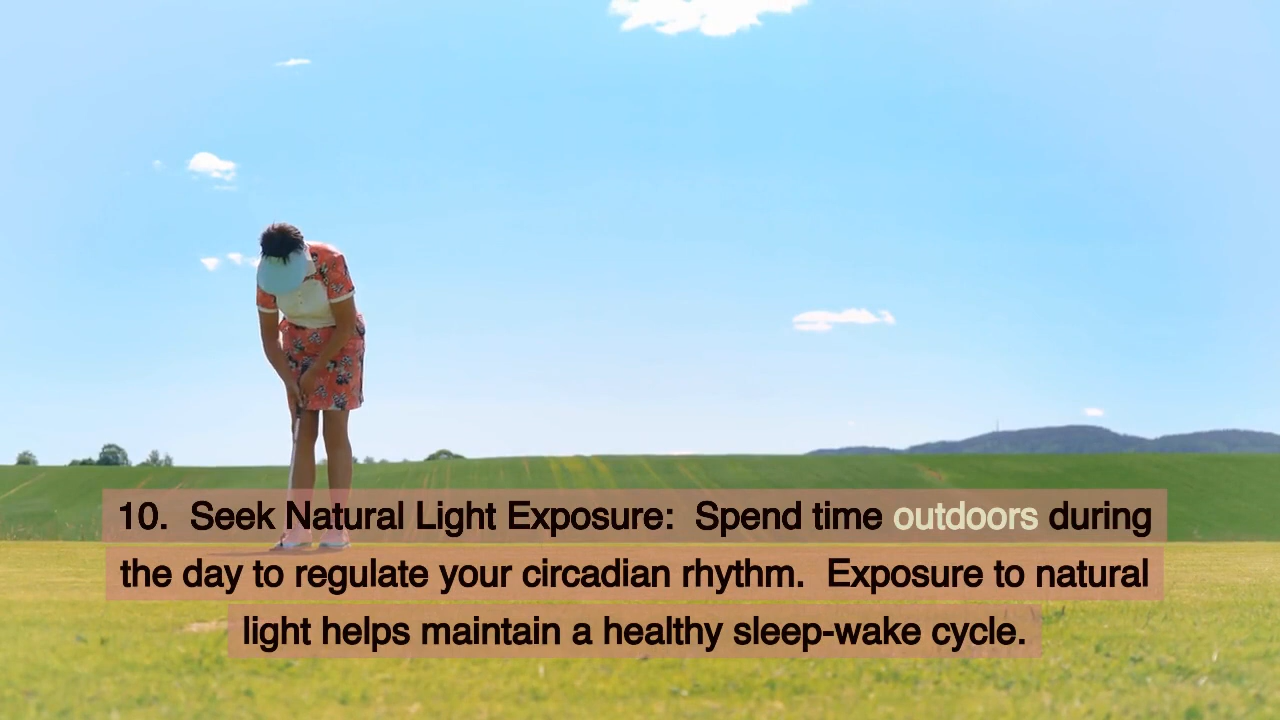 10.  Seek Natural Light Exposure:  Spend time outdoors during
the day to regulate your circadian rhythm.  Exposure to natural
light helps maintain a healthy sleep-wake cycle.